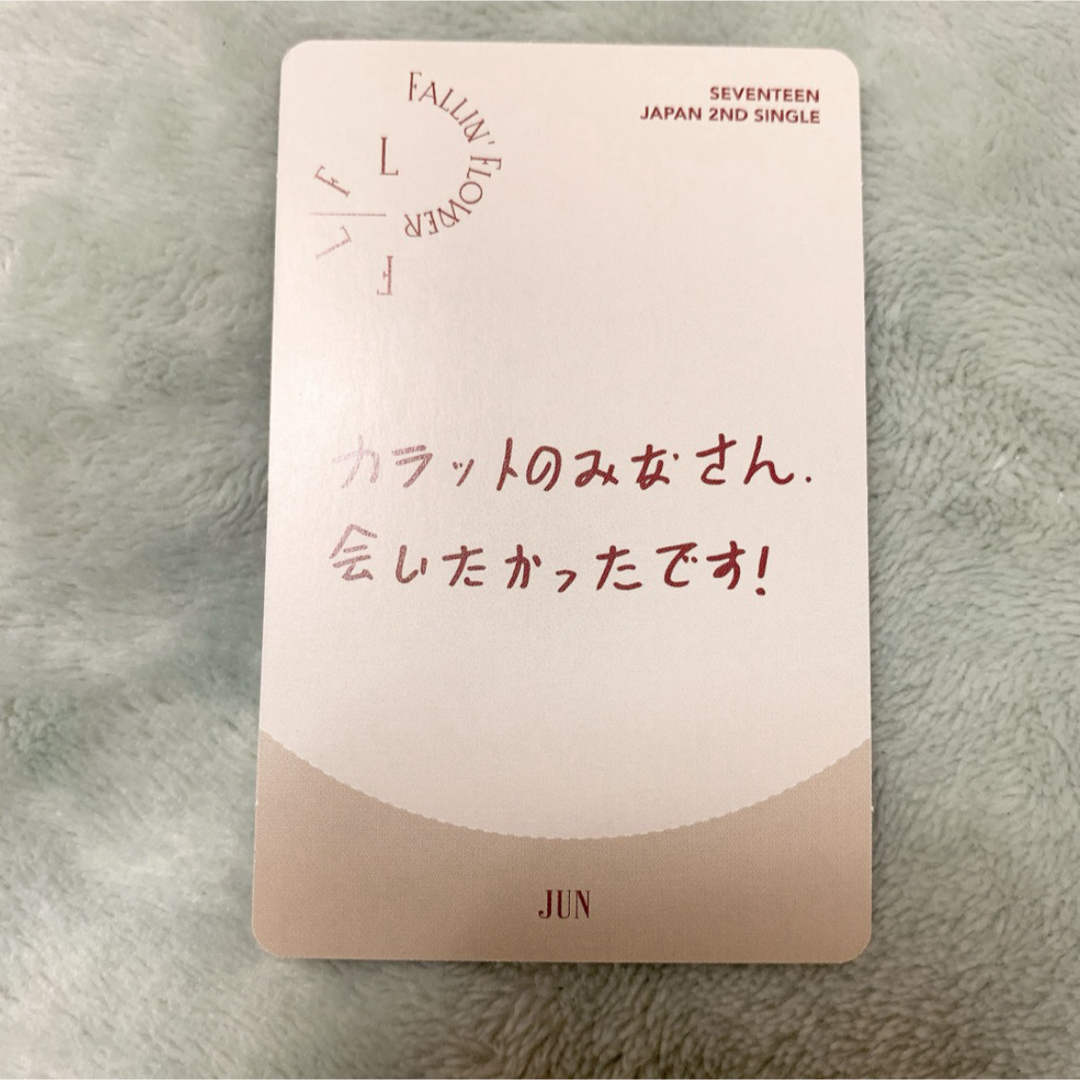 FALLIN' FLOWER
L
F
L
F
SEVENTEEN
JAPAN 2ND SINGLE
カラットのみなさん.
会いたかったです!
JUN